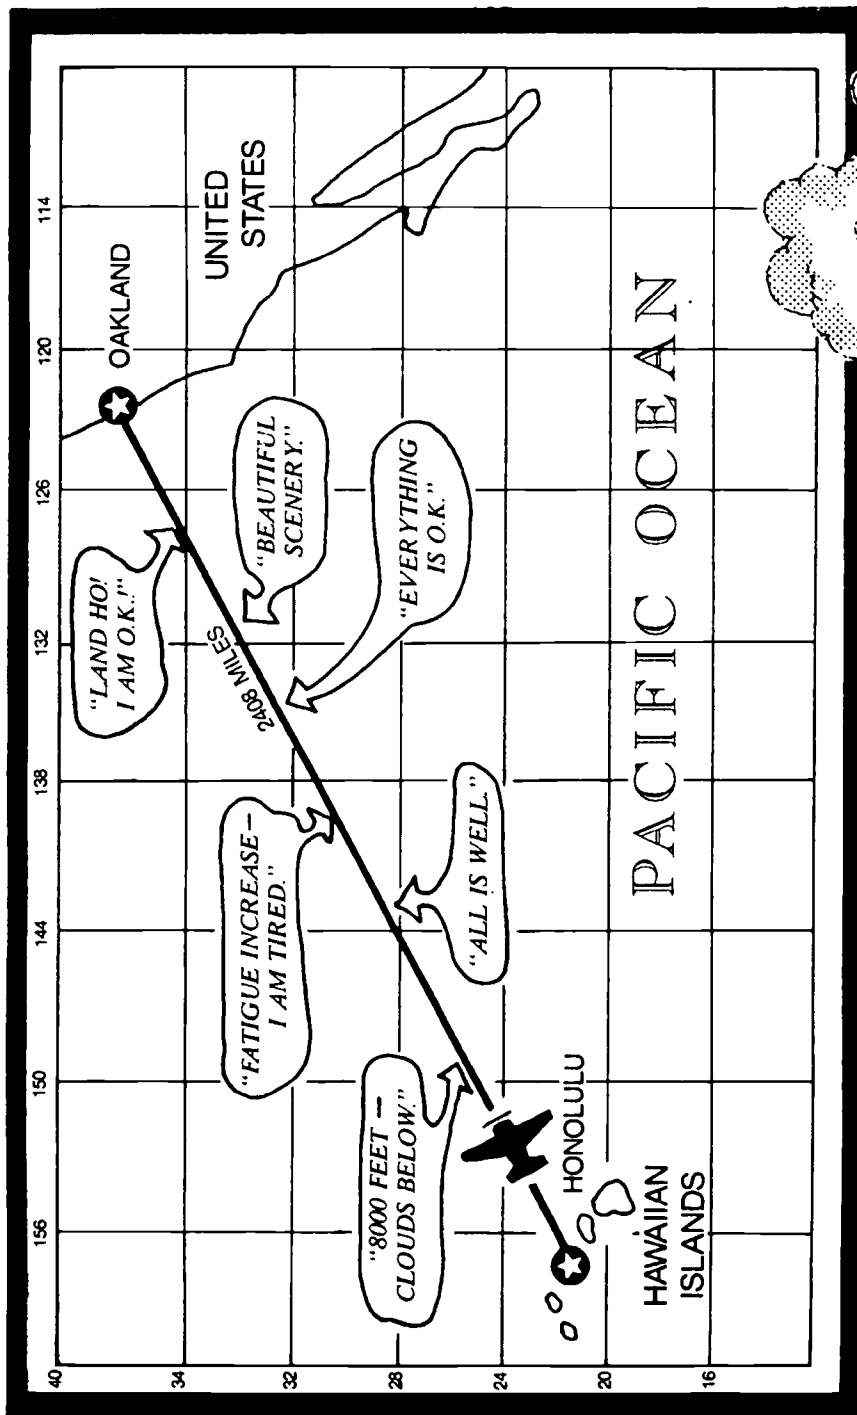 156
150
144
138
132
126
120
114
40
34
32
28
24
20
16
OAKLAND
UNITED
STATES
"LAND HO!
I AM O.K.!"
"BEAUTIFUL
SCENERY."
2408 MILES
"EVERYTHING
IS O.K."
"FATIGUE INCREASE—
I AM TIRED."
"ALL IS WELL."
"8000 FEET —
CLOUDS BELOW."
HONOLULU
HAWAIIAN
ISLANDS
PACIFIC OCEAN